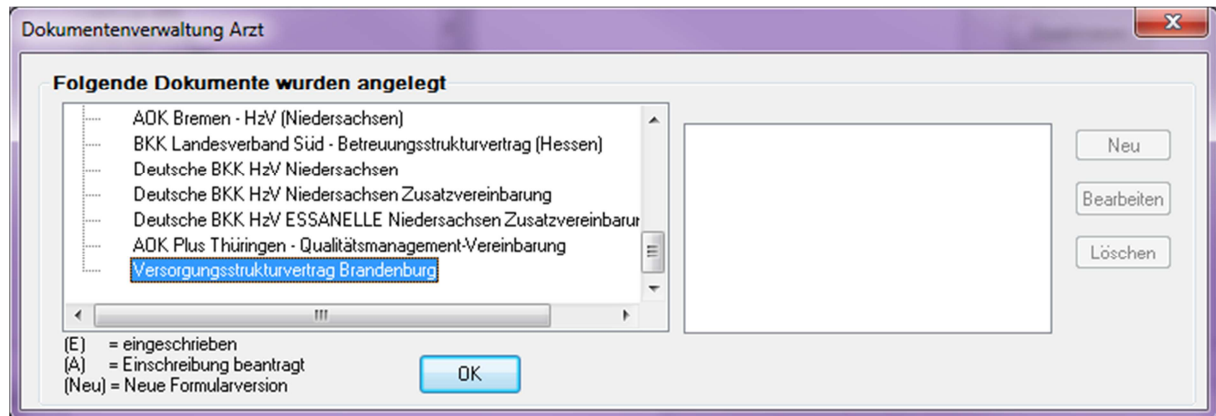 Dokumentenverwaltung Arzt
Folgende Dokumente wurden angelegt
AOK Bremen - HzV (Niedersachsen)
BKK Landesverband Süd - Betreuungsstrukturvertrag (Hessen)
Deutsche BKK HzV Niedersachsen
Deutsche BKK HzV Niedersachsen Zusatzvereinbarung
Deutsche BKK HzV ESSANELLE Niedersachsen
AOK Plus Thüringen - Qualitätsmanagement-Vereinbarung
Versorgungsstrukturvertrag Brandenburg
Neu
Bearbeiten
Löschen
(E) = eingeschrieben
(A) = Einschreibung beantragt
(Neu) = Neue Formularversion
OK